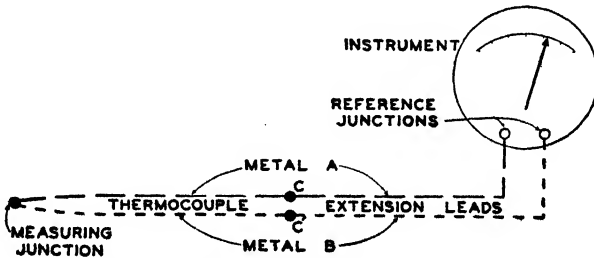 INSTRUMENT
REFERENCE
JUNCTIONS
METAL A
C
THERMOCOUPLE EXTENSION LEADS
C
MEASURING
JUNCTION
METAL B